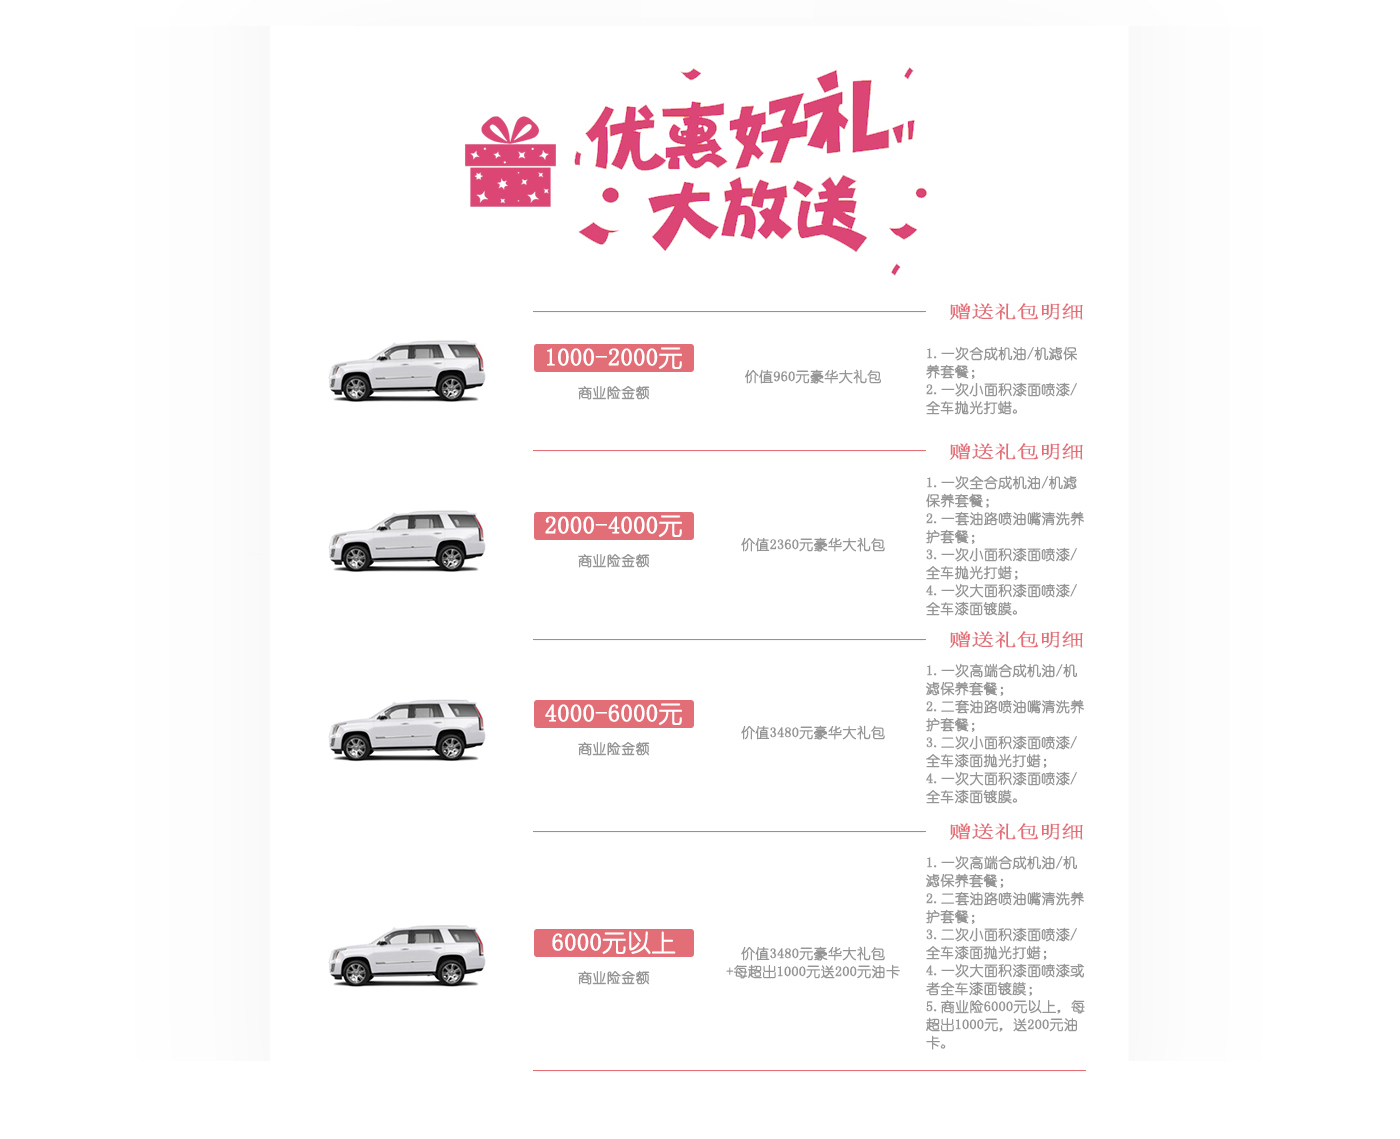 优惠好礼
大放送
赠送礼包明细
1000-2000元
商业险金额
价值960元豪华大礼包
1.一次合成机油/机滤保
养套餐；
2.一次小面积漆面喷漆/
全车抛光打蜡。
赠送礼包明细
2000-4000元
商业险金额
价值2360元豪华大礼包
1.一次全合成机油/机滤
保养套餐；
2.一套油路喷油嘴清洗养
护套餐；
3.一次小面积漆面喷漆/
全车抛光打蜡；
4.一次大面积漆面喷漆/
全车漆面镀膜。
赠送礼包明细
4000-6000元
商业险金额
价值3480元豪华大礼包
1.一次高端合成机油/机
滤保养套餐；
2.二套油路喷油嘴清洗养
护套餐；
3.二次小面积漆面喷漆/
全车漆面抛光打蜡；
4.一次大面积漆面喷漆/
全车漆面镀膜。
赠送礼包明细
6000元以上
商业险金额
价值3480元豪华大礼包
+每超出1000元送200元油卡
1.一次高端合成机油/机
滤保养套餐；
2.二套油路喷油嘴清洗养
护套餐；
3.二次小面积漆面喷漆/
全车漆面抛光打蜡；
4.一次大面积漆面喷漆或
者全车漆面镀膜；
5.商业险6000元以上，每
超出1000元，送200元油
卡。